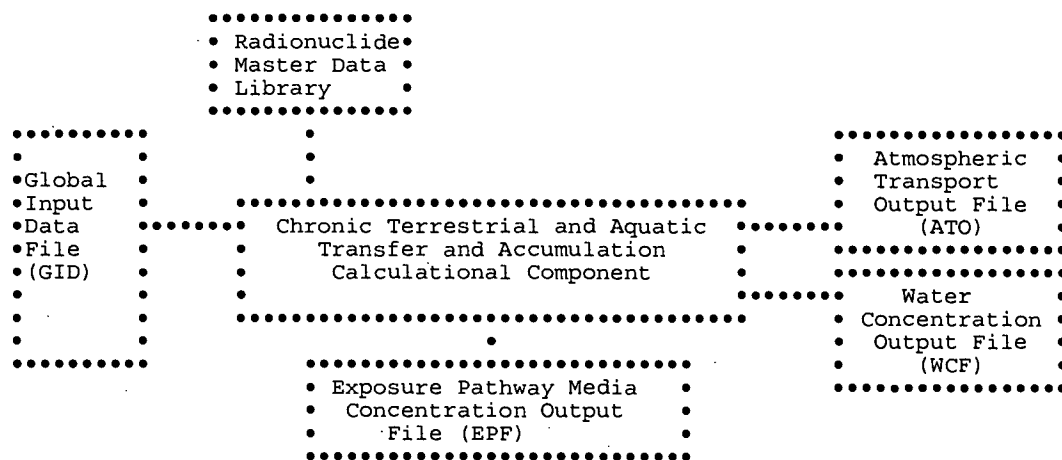 Radionuclide
Master Data
Library
Global
Input
Data
File
(GID)
Chronic Terrestrial and Aquatic
Transfer and Accumulation
Calculational Component
Atmospheric
Transport
Output File
(ATO)
Water
Concentration
Output File
(WCF)
Exposure Pathway Media
Concentration Output
File (EPF)